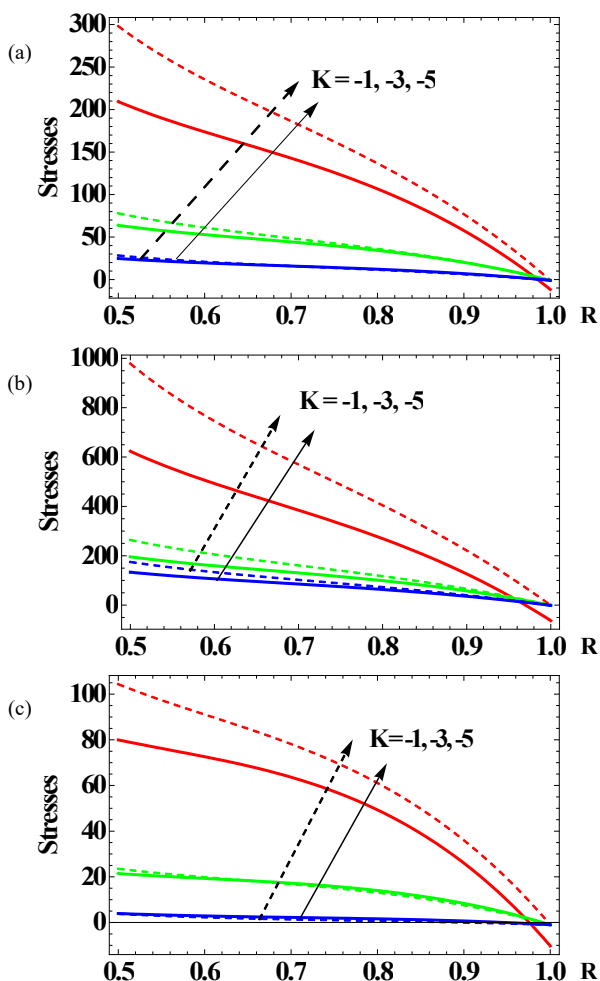 (a)
300
250
200
150
100
50
0
Stresses
K = -1, -3, -5
0.5 0.6 0.7 0.8 0.9 1.0 R
(b)
1000
800
600
400
200
0
Stresses
K = -1, -3, -5
0.5 0.6 0.7 0.8 0.9 1.0 R
(c)
100
80
60
40
20
0
Stresses
K=-1,-3,-5
0.5 0.6 0.7 0.8 0.9 1.0 R